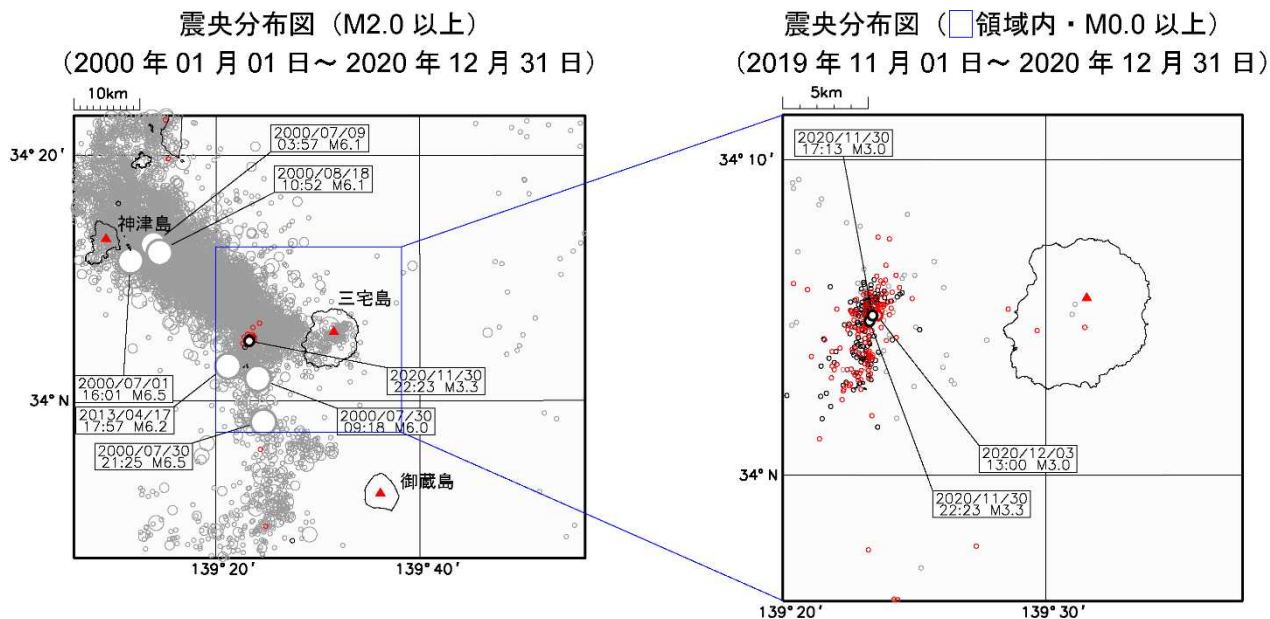 震央分布図（M2.0 以上）
（2000 年 01 月 01 日～ 2020 年 12 月 31 日）
10km
34° 20′
34° N
139° 20′
139° 40′
2000/07/09
03:57 M6.1
2000/08/18
10:52 M6.1
神津島
三宅島
2000/07/01
16:01 M6.5
2013/04/17
17:57 M6.2
2000/07/30
21:25 M6.5
2020/11/30
22:23 M3.3
2000/07/30
09:18 M6.0
御蔵島
震央分布図（□領域内・M0.0 以上）
（2019 年 11 月 01 日～ 2020 年 12 月 31 日）
5km
34° 10′
34° N
139° 20′
139° 30′
2020/11/30
17:13 M3.0
2020/12/03
13:00 M3.0
2020/11/30
22:23 M3.3